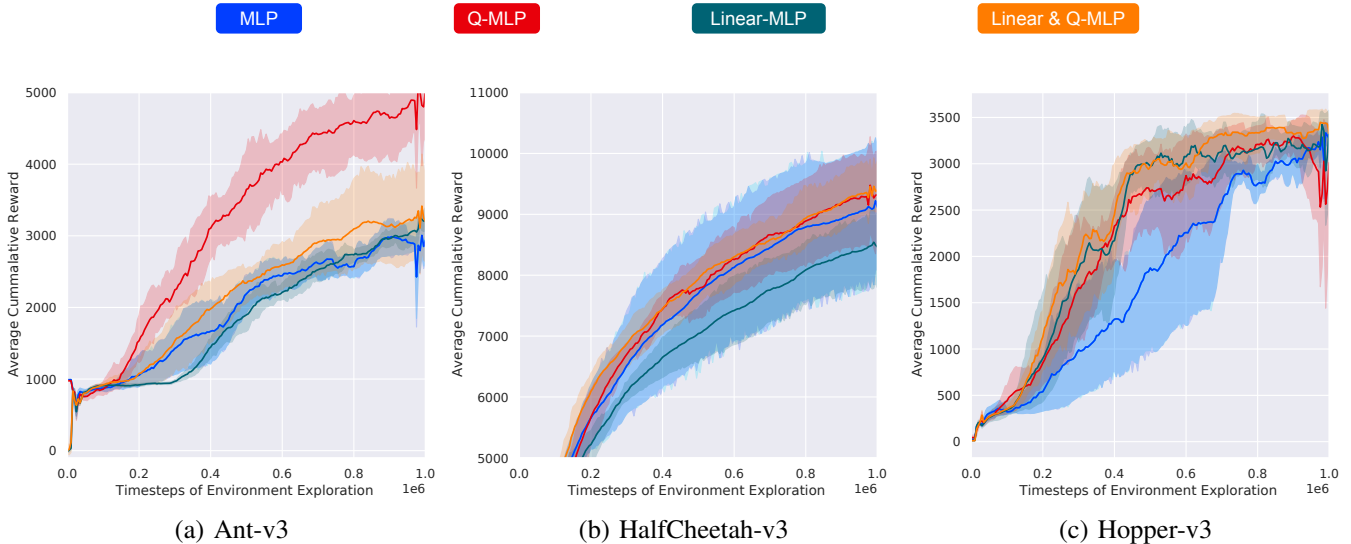 MLP Q-MLP Linear-MLP Linear & Q-MLP
Average Cummalative Reward
5000
4000
3000
2000
1000
0
0.0 0.2 0.4 0.6 0.8 1.0
Timesteps of Environment Exploration 1e6
(a) Ant-v3
Average Cummulative Reward
11000
10000
9000
8000
7000
6000
5000
0.0 0.2 0.4 0.6 0.8 1.0
Timesteps of Environment Exploration 1e6
(b) HalfCheetah-v3
Average Cummalative Reward
3500
3000
2500
2000
1500
1000
500
0
0.0 0.2 0.4 0.6 0.8 1.0
Timesteps of Environment Exploration 1e6
(c) Hopper-v3